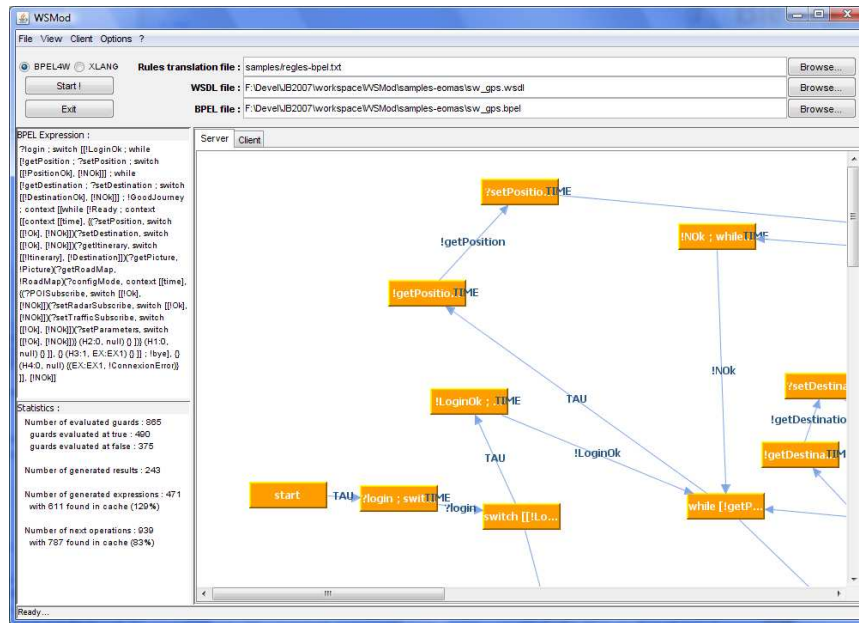 WSMod
File View Client Options ?
BPEL4W XLANG
Rules translation file : samples/regles-bpel.txt Browse...
Start !
WSDL file : F:\Devel\JB2007\workspace\WSMod\samples-eomas\sw_gps.wsdl Browse...
Exit
BPEL file : F:\Devel\JB2007\workspace\WSMod\samples-eomas\sw_gps.bpel Browse...
BPEL Expression :
?login ; switch [[!LoginOk ; while
[!getPosition ; ?setPosition ; switch
[[!PositionOk], [!NOk]]] ; while
[!getDestination ; ?setDestination ; switch
[[!DestinationOk], [!NOk]]] ; !GoodJourney
; context [[while [!Ready ; context
[[context [[time], {(?setPosition, switch
[[!Ok], [!NOk]])(?setDestination, switch
[[!Ok], [!NOk]])(?getItinerary, switch
[[!Itinerary], [!Destination]])(?getPicture,
!Picture)(?getRoadMap,
!RoadMap)(?configMode, context [[time],
{(?POISubscribe, switch [[!Ok],
[!NOk]])(?setRadarSubscribe, switch [[!Ok],
[!NOk]])(?setTrafficSubscribe, switch
[[!Ok], [!NOk]])(?setParameters, switch
[[!Ok], [!NOk]])} (H2:0, null) {} ])} (H1:0,
null) {} ]], {} (H3:1, EX:EX1) {} ]] ; !bye], {}
(H4:0, null) {(EX:EX1, !ConnexionError)}
]], [!NOk]]
Statistics :
Number of evaluated guards : 865
guards evaluated at true : 490
guards evaluated at false : 375
Number of generated results : 243
Number of generated expressions : 471
with 611 found in cache (129%)
Number of next operations : 939
with 787 found in cache (83%)
Server Client
?setPositio. TIME
!getPosition
!NOk ; while. TIME
!getPositio. TIME
!NOk
TAU
?setDestina
!LoginOk ; . TIME
!getDestinatio
TAU
!LoginOk
!getDestina. TIM
start
TAU
?login ; swit TIME
?login
switch [[!Lo...
while [!getP...
Ready...